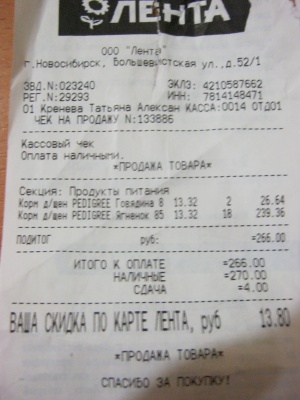 ЛЕНТА
ООО "Лента"
г.Новосибирск, Большевистская ул.,д.52/1
ЗВД.N:023240 ЭКЛЗ: 4210587662
РЕГ.N:29293 ИНН: 7814148471
01 Кренева Татьяна Алексан КАССА:0014 ОТД01
ЧЕК НА ПРОДАЖУ N:133886
Кассовый чек
Оплата наличными.
*ПРОДАЖА ТОВАРА*
Секция: Продукты питания
Корм д/щен PEDIGREE Говядина 8 13.32 2 26.64
Корм д/щен PEDIGREE Ягненок 85 13.32 18 239.36
ПОДИТОГ руб: =266.00
ИТОГО К ОПЛАТЕ =266.00
НАЛИЧНЫЕ =270.00
СДАЧА =4.00
ВАША СКИДКА ПО КАРТЕ ЛЕНТА, руб 13.80
*ПРОДАЖА ТОВАРА*
СПАСИБО ЗА ПОКУПКУ!